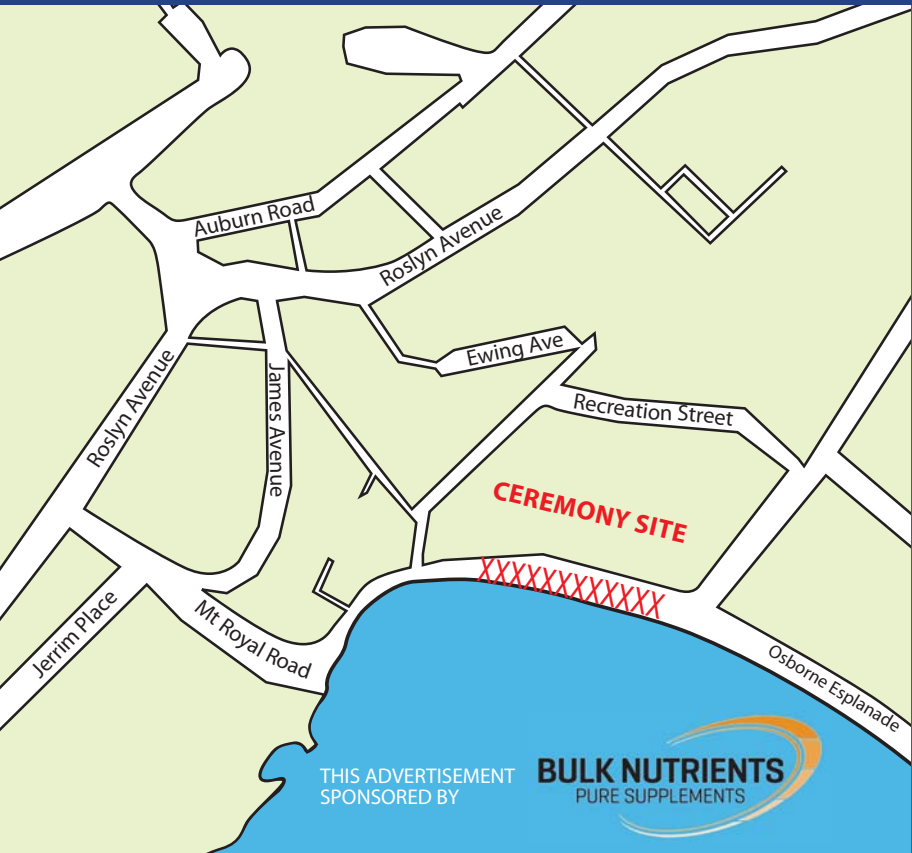 Auburn Road
Roslyn Avenue
Ewing Ave
Roslyn Avenue
James Avenue
Recreation Street
CEREMONY SITE
XXXXXXXXXXXX
Jerrim Place
Mt Royal Road
Osborne Esplanade
THIS ADVERTISEMENT
SPONSORED BY
BULK NUTRIENTS
PURE SUPPLEMENTS